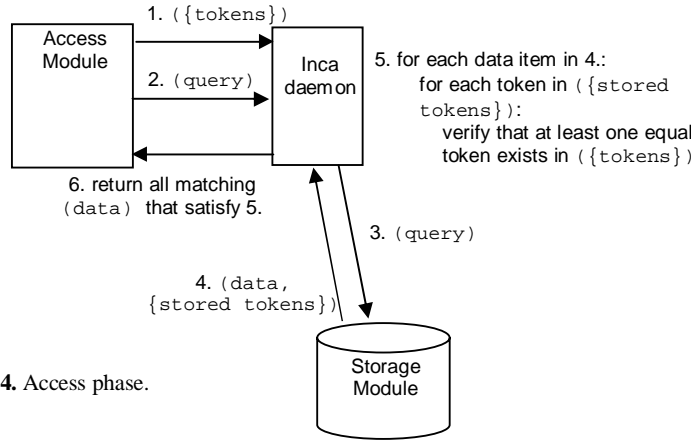 1. ({tokens})
Access
Module
Inca
daemon
2. (query)
5. for each data item in 4.:
for each token in ({stored
tokens}):
verify that at least one equal
token exists in ({tokens})
6. return all matching
(data) that satisfy 5.
3. (query)
4. (data,
{stored tokens})
Storage
Module
4. Access phase.